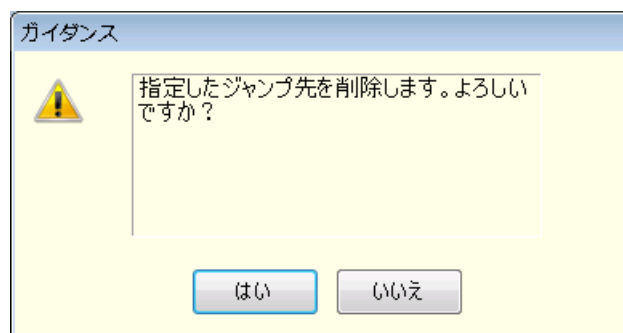 ガイダンス
指定したジャンプ先を削除します。よろしい
ですか？
はい
いいえ